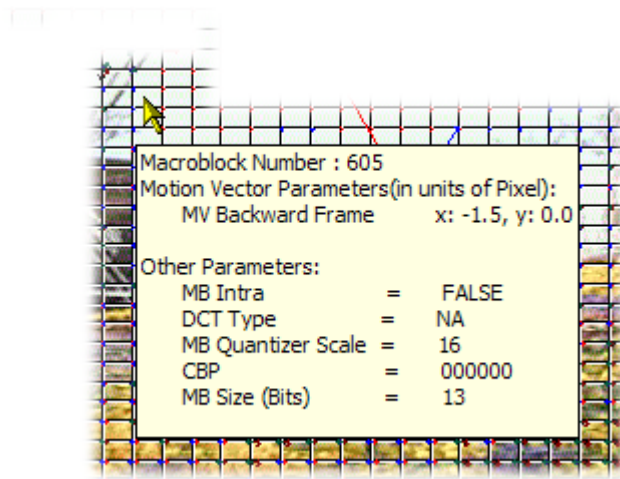 Macroblock Number : 605
Motion Vector Parameters(in units of Pixel):
MV Backward Frame x: -1.5, y: 0.0
Other Parameters:
MB Intra = FALSE
DCT Type = NA
MB Quantizer Scale = 16
CBP = 000000
MB Size (Bits) = 13